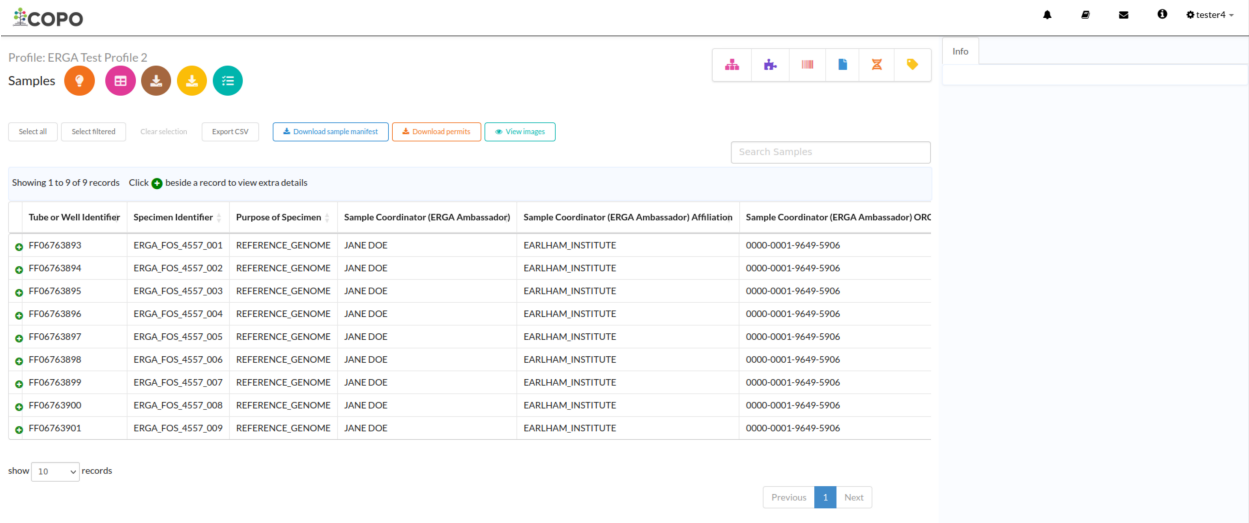 COPO
tester4
Info
Profile: ERGA Test Profile 2
Samples
Select all Select filtered Clear selection Export CSV Download sample manifest Download permits View images
Search Samples
Showing 1 to 9 of 9 records Click beside a record to view extra details
Tube or Well Identifier Specimen Identifier Purpose of Specimen Sample Coordinator (ERGA Ambassador) Sample Coordinator (ERGA Ambassador) Affiliation Sample Coordinator (ERGA Ambassador) ORC
FF06763893 ERGA_FOS_4557_001 REFERENCE_GENOME JANE DOE EARLHAM_INSTITUTE 0000-0001-9649-5906
FF06763894 ERGA_FOS_4557_002 REFERENCE_GENOME JANE DOE EARLHAM_INSTITUTE 0000-0001-9649-5906
FF06763895 ERGA_FOS_4557_003 REFERENCE_GENOME JANE DOE EARLHAM_INSTITUTE 0000-0001-9649-5906
FF06763896 ERGA_FOS_4557_004 REFERENCE_GENOME JANE DOE EARLHAM_INSTITUTE 0000-0001-9649-5906
FF06763897 ERGA_FOS_4557_005 REFERENCE_GENOME JANE DOE EARLHAM_INSTITUTE 0000-0001-9649-5906
FF06763898 ERGA_FOS_4557_006 REFERENCE_GENOME JANE DOE EARLHAM_INSTITUTE 0000-0001-9649-5906
FF06763899 ERGA_FOS_4557_007 REFERENCE_GENOME JANE DOE EARLHAM_INSTITUTE 0000-0001-9649-5906
FF06763900 ERGA_FOS_4557_008 REFERENCE_GENOME JANE DOE EARLHAM_INSTITUTE 0000-0001-9649-5906
FF06763901 ERGA_FOS_4557_009 REFERENCE_GENOME JANE DOE EARLHAM_INSTITUTE 0000-0001-9649-5906
show 10 records
Previous 1 Next